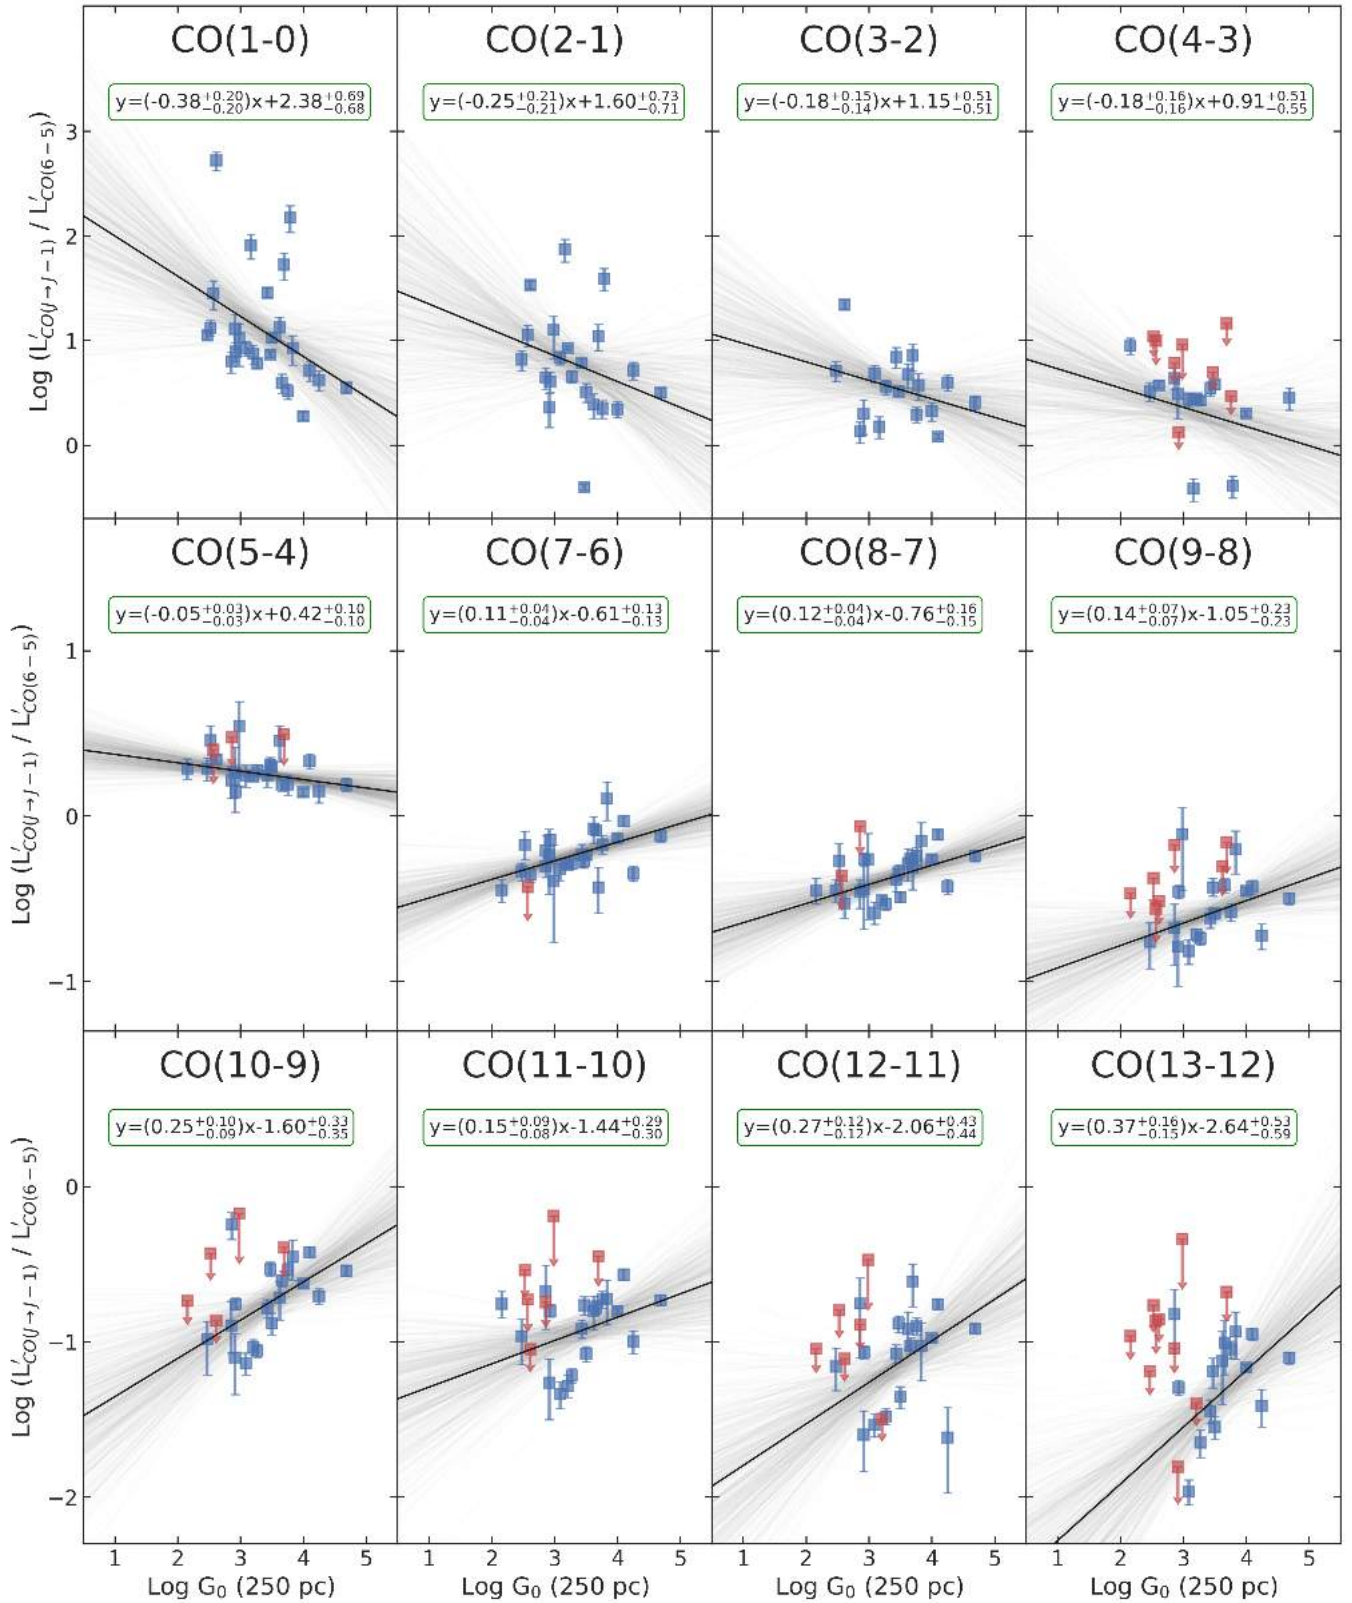 CO(1-0) CO(2-1) CO(3-2) CO(4-3)
y=(-0.38^{+0.20}_{-0.20})x+2.38^{+0.69}_{-0.68} y=(-0.25^{+0.21}_{-0.21})x+1.60^{+0.73}_{-0.71} y=(-0.18^{+0.15}_{-0.14})x+1.15^{+0.51}_{-0.51} y=(-0.18^{+0.16}_{-0.16})x+0.91^{+0.51}_{-0.55}
Log (L′_{CO(J→J−1)} / L′_{CO(6−5)})
3
2
1
0
CO(5-4) CO(7-6) CO(8-7) CO(9-8)
y=(-0.05^{+0.03}_{-0.03})x+0.42^{+0.10}_{-0.10} y=(0.11^{+0.04}_{-0.04})x-0.61^{+0.13}_{-0.13} y=(0.12^{+0.04}_{-0.04})x-0.76^{+0.16}_{-0.15} y=(0.14^{+0.07}_{-0.07})x-1.05^{+0.23}_{-0.23}
Log (L′_{CO(J→J−1)} / L′_{CO(6−5)})
1
0
−1
CO(10-9) CO(11-10) CO(12-11) CO(13-12)
y=(0.25^{+0.10}_{-0.09})x-1.60^{+0.33}_{-0.35} y=(0.15^{+0.09}_{-0.08})x-1.44^{+0.29}_{-0.30} y=(0.27^{+0.12}_{-0.12})x-2.06^{+0.43}_{-0.44} y=(0.37^{+0.16}_{-0.15})x-2.64^{+0.53}_{-0.59}
Log (L′_{CO(J→J−1)} / L′_{CO(6−5)})
0
−1
−2
1 2 3 4 5 1 2 3 4 5 1 2 3 4 5 1 2 3 4 5
Log G₀ (250 pc) Log G₀ (250 pc) Log G₀ (250 pc) Log G₀ (250 pc)